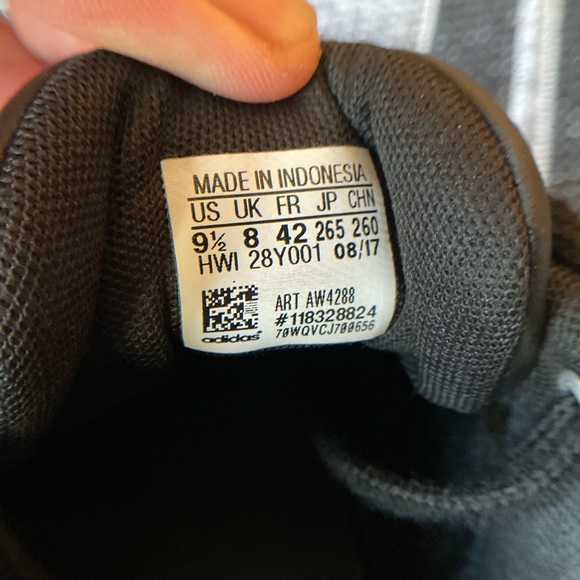 MADE IN INDONESIA
US UK FR JP CHN
9½ 8 42 265 260
HWI 28Y001 08/17
ART AW4288
#118328824
70WQVCJ700656
adidas